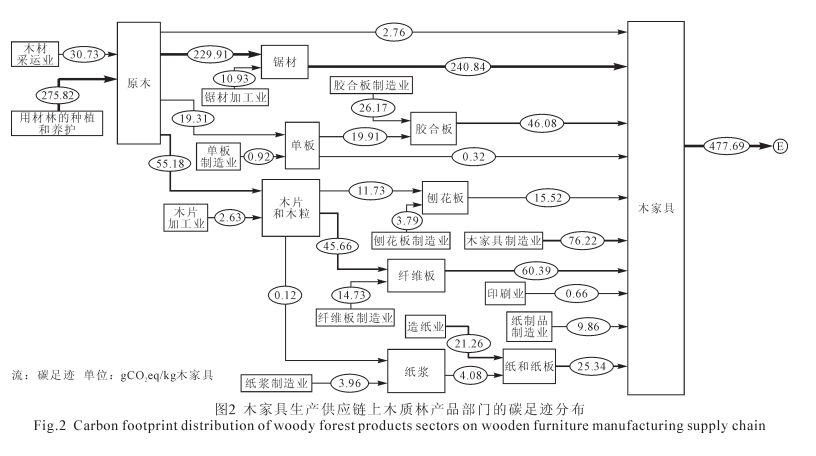 2.76
木材
采运业
30.73
原木
229.91
锯材
240.84
10.93
锯材加工业
275.82
用材林的种植
和养护
胶合板制造业
26.17
19.31
单板
19.91
胶合板
46.08
单板
制造业
0.92
0.32
477.69
E
55.18
木片
和木粒
11.73
刨花板
15.52
木家具
木片
加工业
2.63
3.79
刨花板制造业
木家具制造业
76.22
45.66
纤维板
60.39
0.12
14.73
纤维板制造业
印刷业
0.66
造纸业
纸制品
制造业
9.86
21.26
流：碳足迹 单位：gCO₂eq/kg木家具
纸浆
4.08
纸和纸板
25.34
纸浆制造业
3.96
图2 木家具生产供应链上木质林产品部门的碳足迹分布
Fig.2 Carbon footprint distribution of woody forest products sectors on wooden furniture manufacturing supply chain